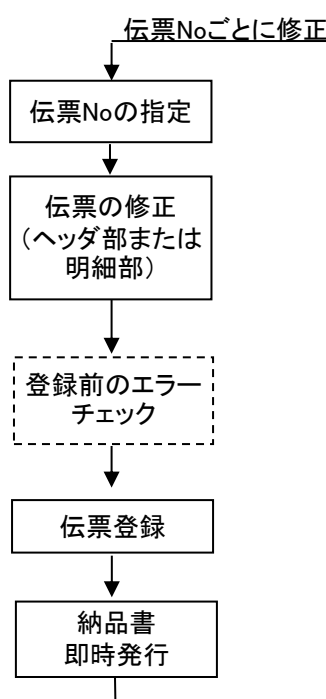 伝票Noごとに修正
伝票Noの指定
伝票の修正
(ヘッダ部または
明細部)
登録前のエラー
チェック
伝票登録
納品書
即時発行